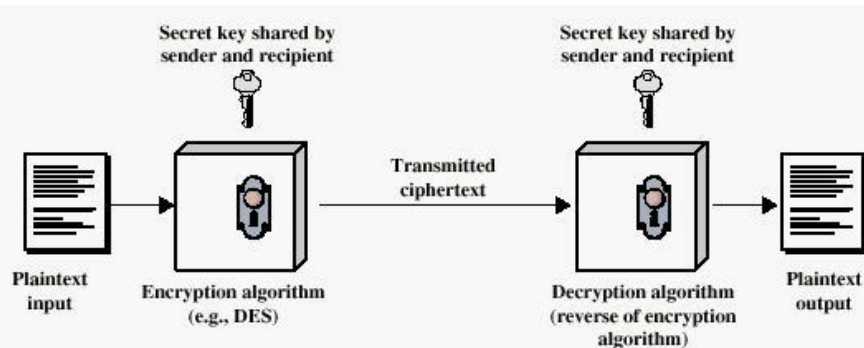 Secret key shared by
sender and recipient
Secret key shared by
sender and recipient
Transmitted
ciphertext
Plaintext
input
Encryption algorithm
(e.g., DES)
Decryption algorithm
(reverse of encryption
algorithm)
Plaintext
output